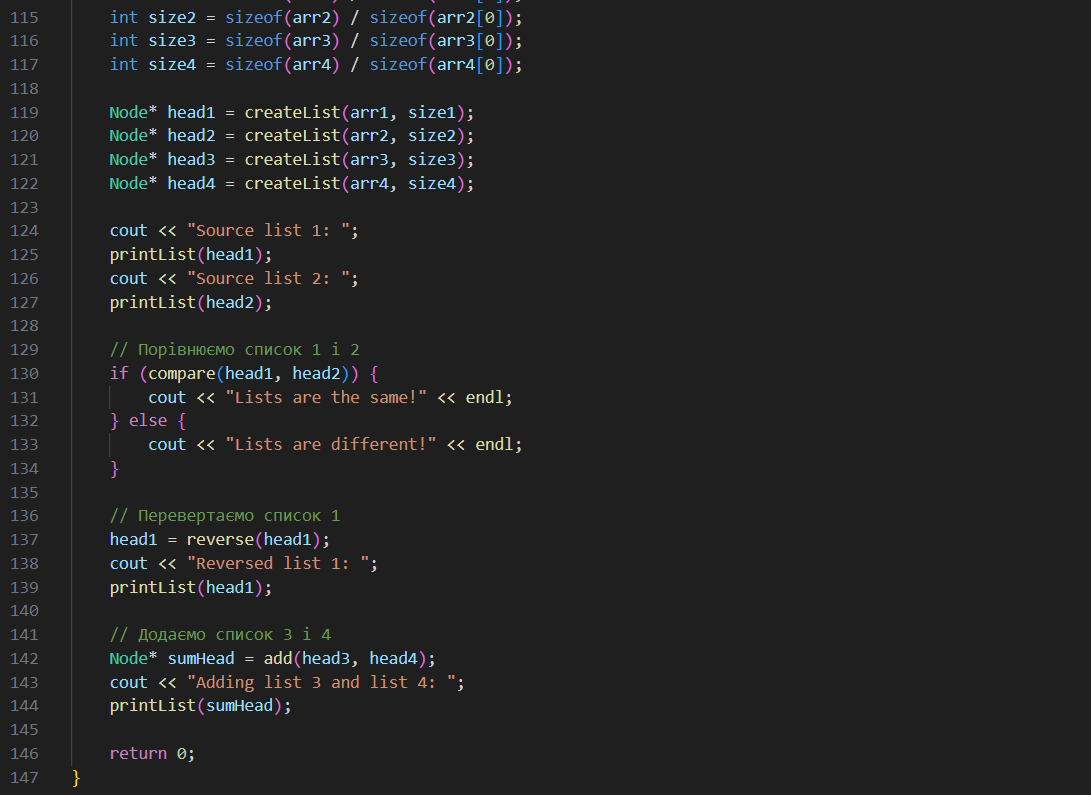 115 int size2 = sizeof(arr2) / sizeof(arr2[0]);
116 int size3 = sizeof(arr3) / sizeof(arr3[0]);
117 int size4 = sizeof(arr4) / sizeof(arr4[0]);
118
119 Node* head1 = createList(arr1, size1);
120 Node* head2 = createList(arr2, size2);
121 Node* head3 = createList(arr3, size3);
122 Node* head4 = createList(arr4, size4);
123
124 cout << "Source list 1: ";
125 printList(head1);
126 cout << "Source list 2: ";
127 printList(head2);
128
129 // Порівнюємо список 1 і 2
130 if (compare(head1, head2)) {
131 cout << "Lists are the same!" << endl;
132 } else {
133 cout << "Lists are different!" << endl;
134 }
135
136 // Перевертаємо список 1
137 head1 = reverse(head1);
138 cout << "Reversed list 1: ";
139 printList(head1);
140
141 // Додаємо список 3 і 4
142 Node* sumHead = add(head3, head4);
143 cout << "Adding list 3 and list 4: ";
144 printList(sumHead);
145
146 return 0;
147 }